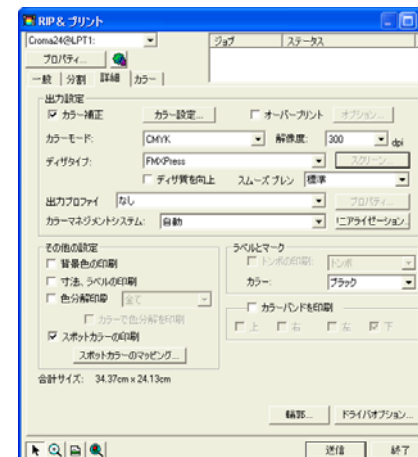 RIP & プリント
Croma24@LPT1:
ジョブ ステータス
プロパティ...
一般 分割 詳細 カラー
出力設定
カラー補正 カラー設定... オーバープリント オプション...
カラーモード: CMYK 解像度: 300 dpi
ディザタイプ: FMXPress スクリーン...
ディザ質を向上 スムーズブレン 標準
出力プロファイ なし プロパティ...
カラーマネジメントシステム: 自動 リニアライゼーション
その他の設定
背景色の印刷
寸法、ラベルの印刷
色分解印刷 全て
カラーで色分解を印刷
スポットカラーの印刷
スポットカラーのマッピング...
ラベルとマーク
トンボの印刷: トンボ
カラー: ブラック
カラーバンドを印刷
上 右 左 下
合計サイズ: 34.37cm x 24.13cm
輪郭... ドライバオプション...
送信 終了